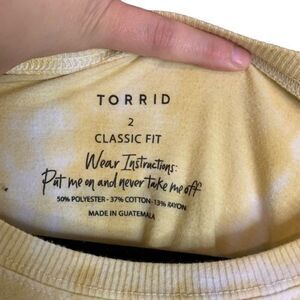 TORRID
2
CLASSIC FIT
Wear Instructions:
Put me on and never take me off
50% POLYESTER - 37% COTTON - 13% RAYON
MADE IN GUATEMALA